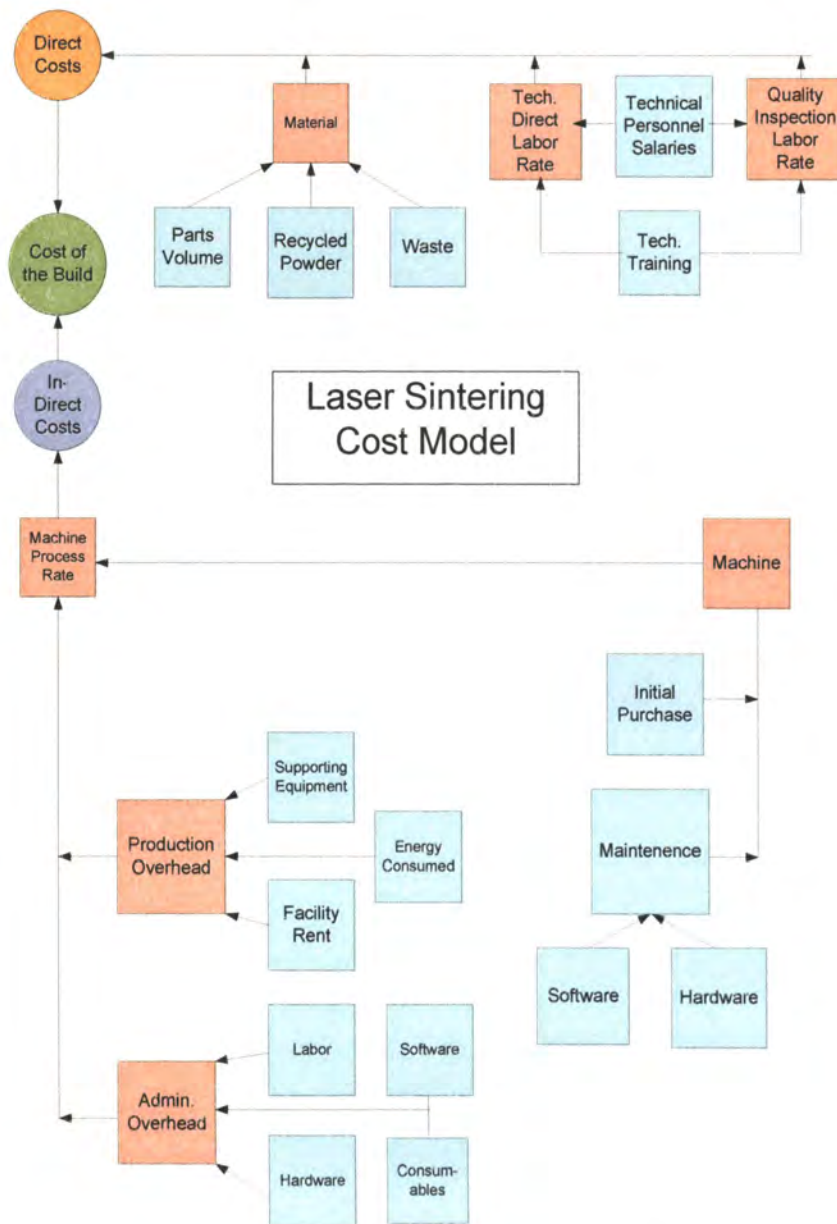 Direct
Costs
Material
Tech.
Direct
Labor
Rate
Technical
Personnel
Salaries
Quality
Inspection
Labor
Rate
Parts
Volume
Recycled
Powder
Waste
Tech.
Training
Cost of
the Build
In-
Direct
Costs
Laser Sintering
Cost Model
Machine
Process
Rate
Machine
Initial
Purchase
Supporting
Equipment
Production
Overhead
Energy
Consumed
Maintenence
Facility
Rent
Software
Hardware
Labor
Software
Admin.
Overhead
Hardware
Consum-
ables